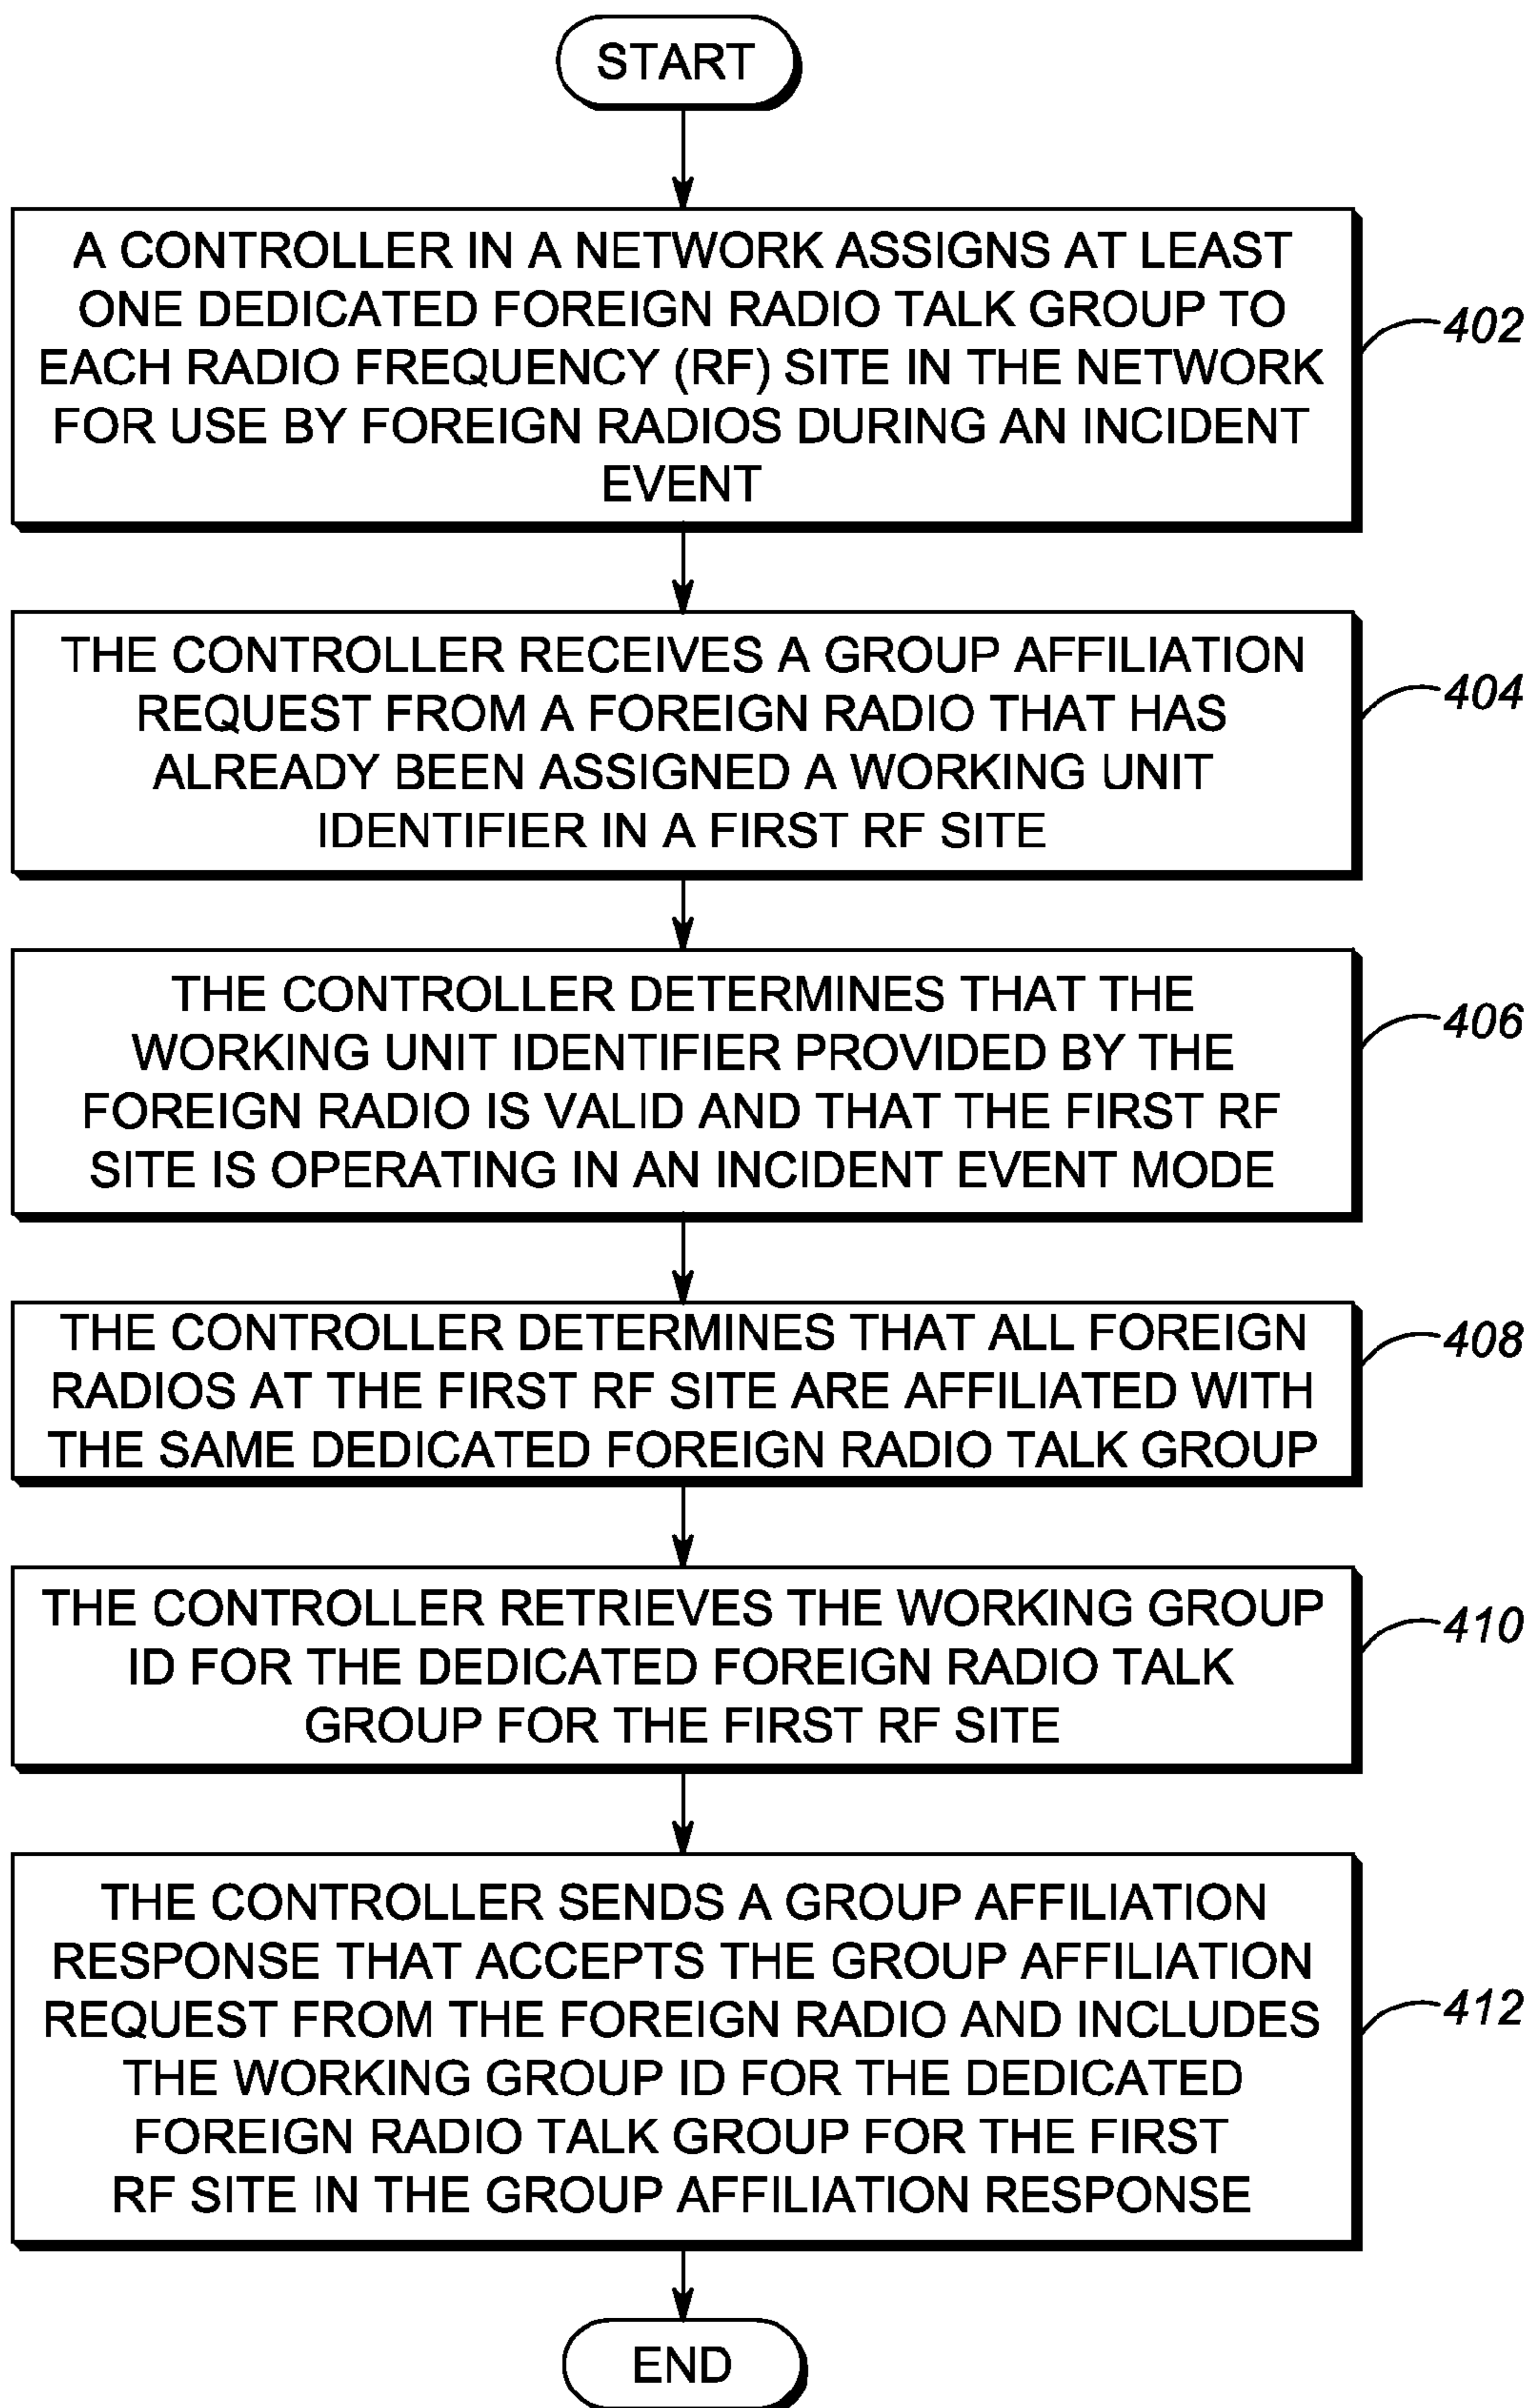 START
A CONTROLLER IN A NETWORK ASSIGNS AT LEAST
ONE DEDICATED FOREIGN RADIO TALK GROUP TO
EACH RADIO FREQUENCY (RF) SITE IN THE NETWORK
FOR USE BY FOREIGN RADIOS DURING AN INCIDENT
EVENT
402
THE CONTROLLER RECEIVES A GROUP AFFILIATION
REQUEST FROM A FOREIGN RADIO THAT HAS
ALREADY BEEN ASSIGNED A WORKING UNIT
IDENTIFIER IN A FIRST RF SITE
404
THE CONTROLLER DETERMINES THAT THE
WORKING UNIT IDENTIFIER PROVIDED BY THE
FOREIGN RADIO IS VALID AND THAT THE FIRST RF
SITE IS OPERATING IN AN INCIDENT EVENT MODE
406
THE CONTROLLER DETERMINES THAT ALL FOREIGN
RADIOS AT THE FIRST RF SITE ARE AFFILIATED WITH
THE SAME DEDICATED FOREIGN RADIO TALK GROUP
408
THE CONTROLLER RETRIEVES THE WORKING GROUP
ID FOR THE DEDICATED FOREIGN RADIO TALK
GROUP FOR THE FIRST RF SITE
410
THE CONTROLLER SENDS A GROUP AFFILIATION
RESPONSE THAT ACCEPTS THE GROUP AFFILIATION
REQUEST FROM THE FOREIGN RADIO AND INCLUDES
THE WORKING GROUP ID FOR THE DEDICATED
FOREIGN RADIO TALK GROUP FOR THE FIRST
RF SITE IN THE GROUP AFFILIATION RESPONSE
412
END